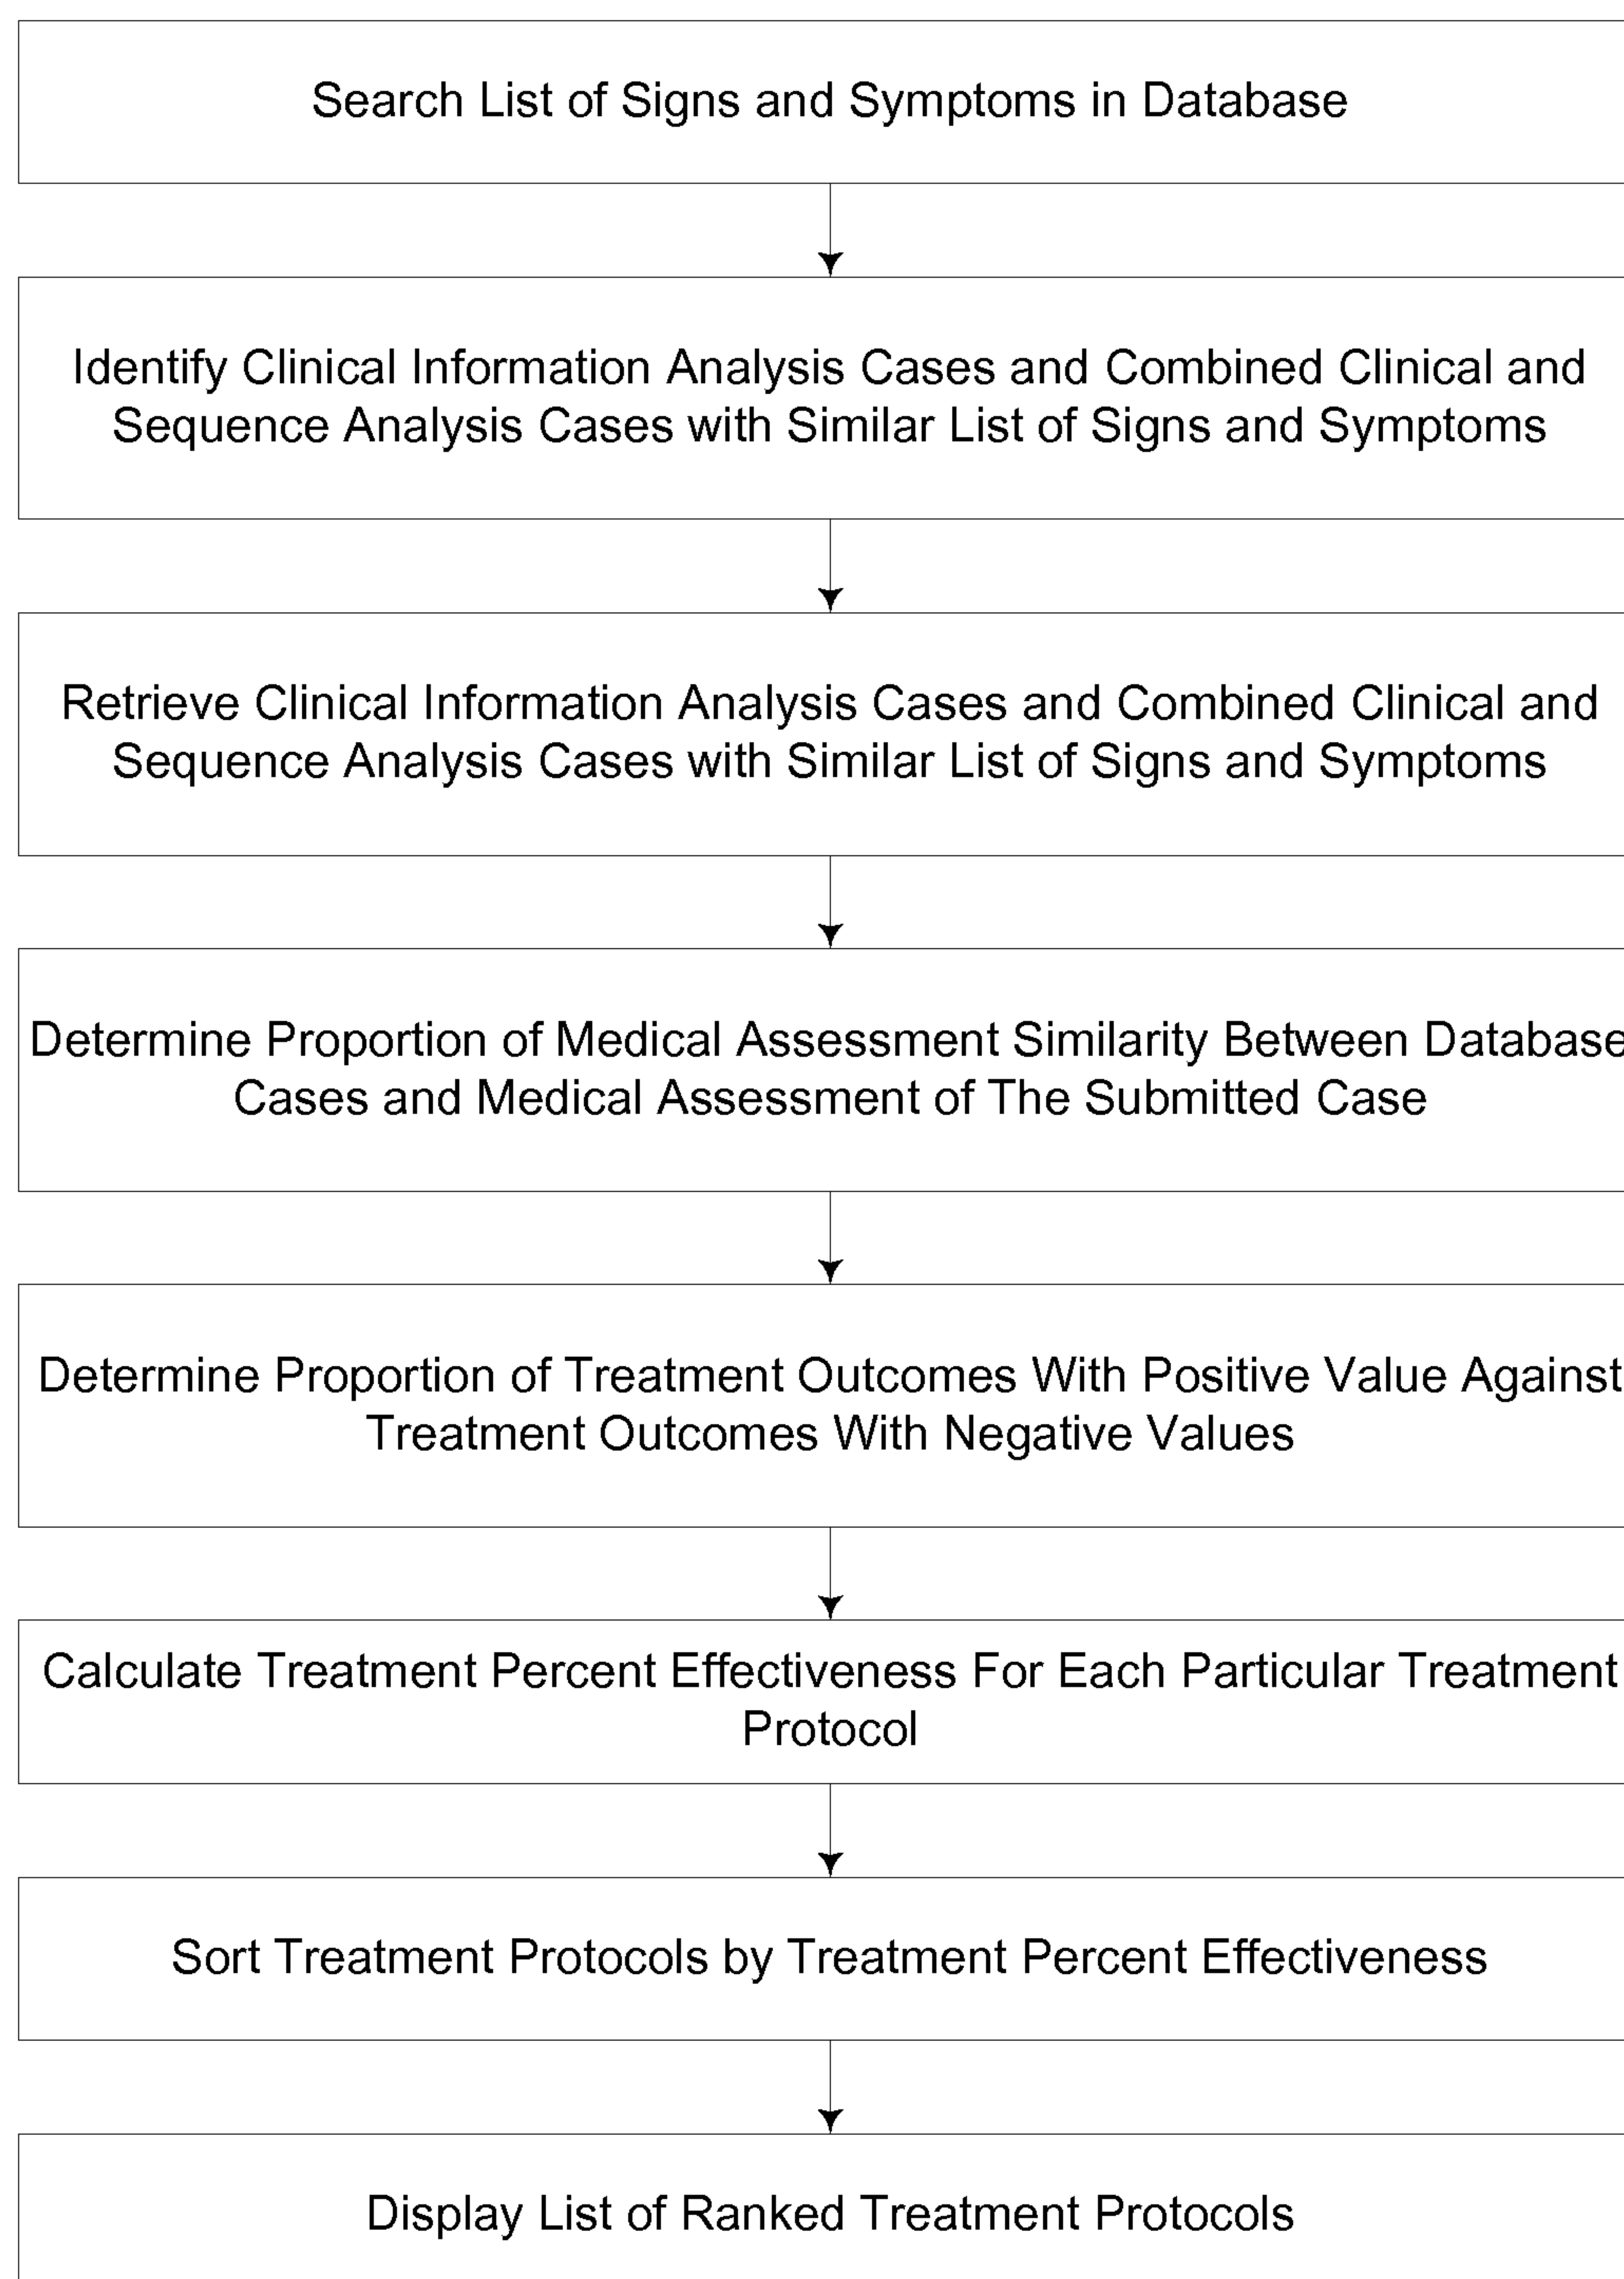 Search List of Signs and Symptoms in Database
Identify Clinical Information Analysis Cases and Combined Clinical and
Sequence Analysis Cases with Similar List of Signs and Symptoms
Retrieve Clinical Information Analysis Cases and Combined Clinical and
Sequence Analysis Cases with Similar List of Signs and Symptoms
Determine Proportion of Medical Assessment Similarity Between Database
Cases and Medical Assessment of The Submitted Case
Determine Proportion of Treatment Outcomes With Positive Value Against
Treatment Outcomes With Negative Values
Calculate Treatment Percent Effectiveness For Each Particular Treatment
Protocol
Sort Treatment Protocols by Treatment Percent Effectiveness
Display List of Ranked Treatment Protocols